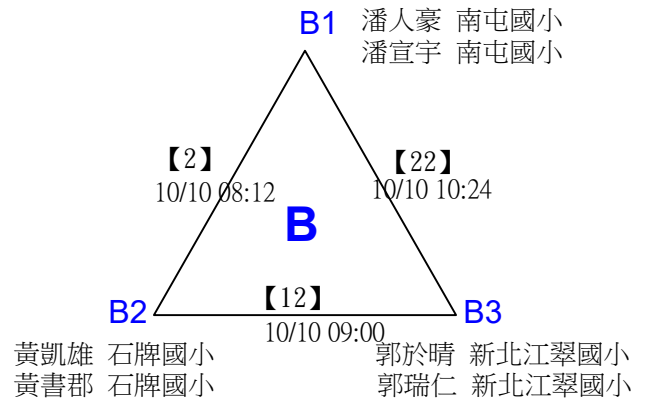 B1
潘人豪 南屯國小
潘宣宇 南屯國小
【2】
10/10 08:12
【22】
10/10 10:24
B
B2
【12】
10/10 09:00
B3
黃凱雄 石牌國小
黃書郡 石牌國小
郭於晴 新北江翠國小
郭瑞仁 新北江翠國小